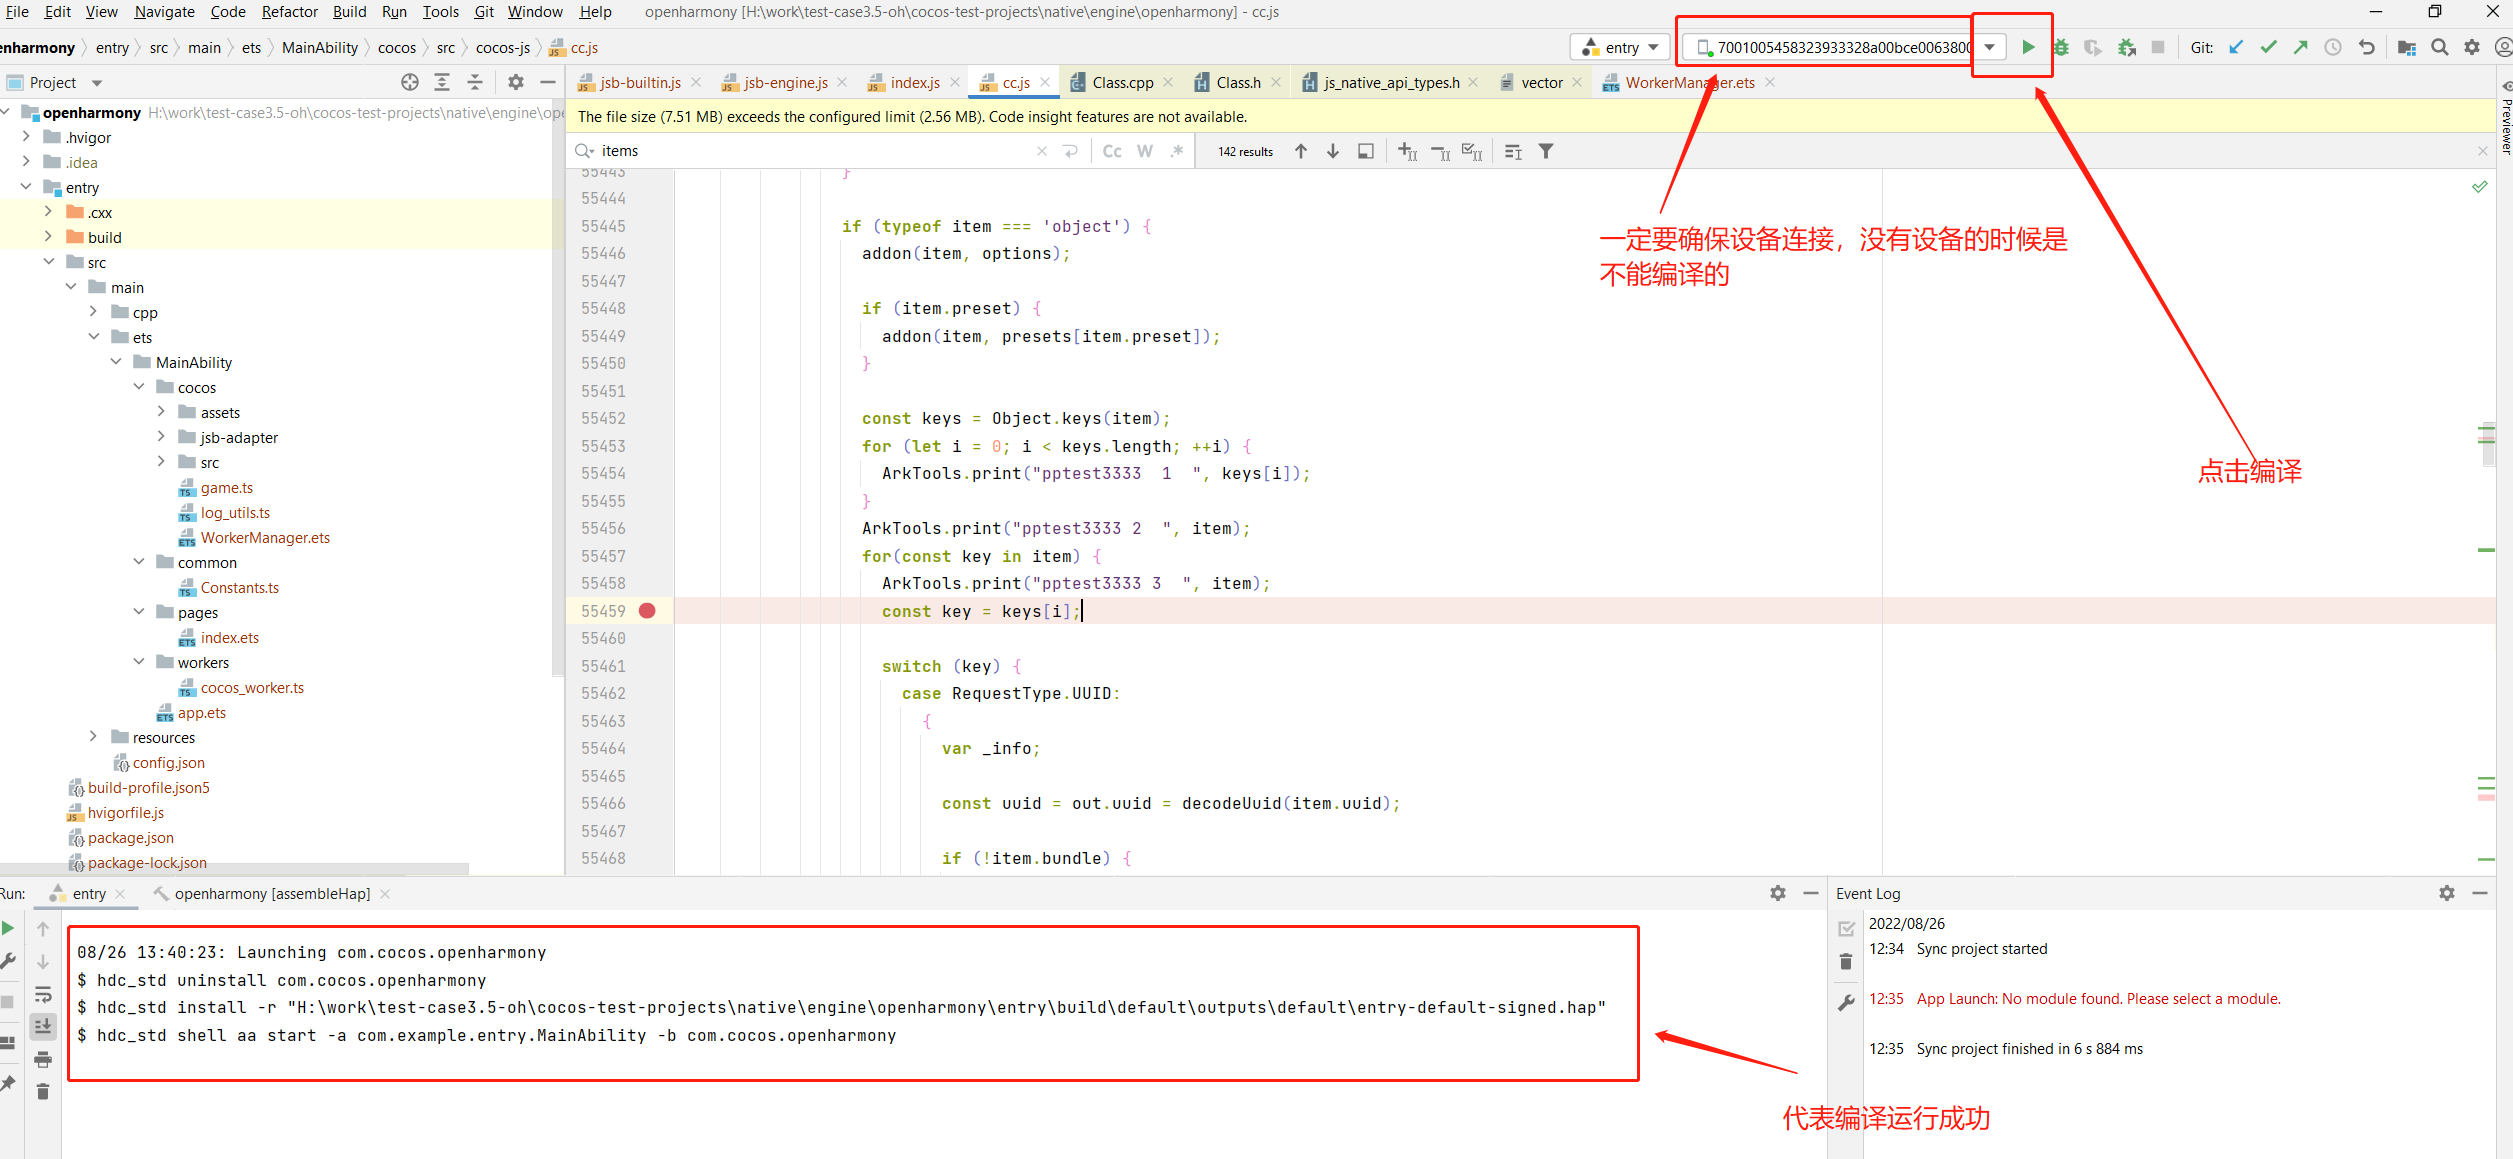 File Edit View Navigate Code Refactor Build Run Tools Git Window Help openharmony [H:\work\test-case3.5-oh\cocos-test-projects\native\engine\openharmony] - cc.js
enharmony entry src main ets MainAbility cocos src cocos-js cc.js
entry 7001005458323933328a00bce0063800 Git:
Project
jsb-builtin.js jsb-engine.js index.js cc.js Class.cpp Class.h js_native_api_types.h vector WorkerManager.ets
Previewer
The file size (7.51 MB) exceeds the configured limit (2.56 MB). Code insight features are not available.
items Cc W .* 142 results
openharmony H:\work\test-case3.5-oh\cocos-test-projects\native\engine\ope
.hvigor
.idea
entry
.cxx
build
src
main
cpp
ets
MainAbility
cocos
assets
jsb-adapter
src
game.ts
log_utils.ts
WorkerManager.ets
common
Constants.ts
pages
index.ets
workers
cocos_worker.ts
app.ets
resources
config.json
build-profile.json5
hvigorfile.js
package.json
package-lock.json
55443 }
55444
55445 if (typeof item === 'object') {
55446 addon(item, options);
55447
55448 if (item.preset) {
55449 addon(item, presets[item.preset]);
55450 }
55451
55452 const keys = Object.keys(item);
55453 for (let i = 0; i < keys.length; ++i) {
55454 ArkTools.print("pptest3333  1  ", keys[i]);
55455 }
55456 ArkTools.print("pptest3333 2  ", item);
55457 for(const key in item) {
55458 ArkTools.print("pptest3333 3  ", item);
55459 const key = keys[i];
55460
55461 switch (key) {
55462 case RequestType.UUID:
55463 {
55464 var _info;
55465
55466 const uuid = out.uuid = decodeUuid(item.uuid);
55467
55468 if (!item.bundle) {
一定要确保设备连接，没有设备的时候是
不能编译的
点击编译
Run: entry openharmony [assembleHap]
08/26 13:40:23: Launching com.cocos.openharmony
$ hdc_std uninstall com.cocos.openharmony
$ hdc_std install -r "H:\work\test-case3.5-oh\cocos-test-projects\native\engine\openharmony\entry\build\default\outputs\default\entry-default-signed.hap"
$ hdc_std shell aa start -a com.example.entry.MainAbility -b com.cocos.openharmony
代表编译运行成功
Event Log
2022/08/26
12:34 Sync project started
12:35 App Launch: No module found. Please select a module.
12:35 Sync project finished in 6 s 884 ms